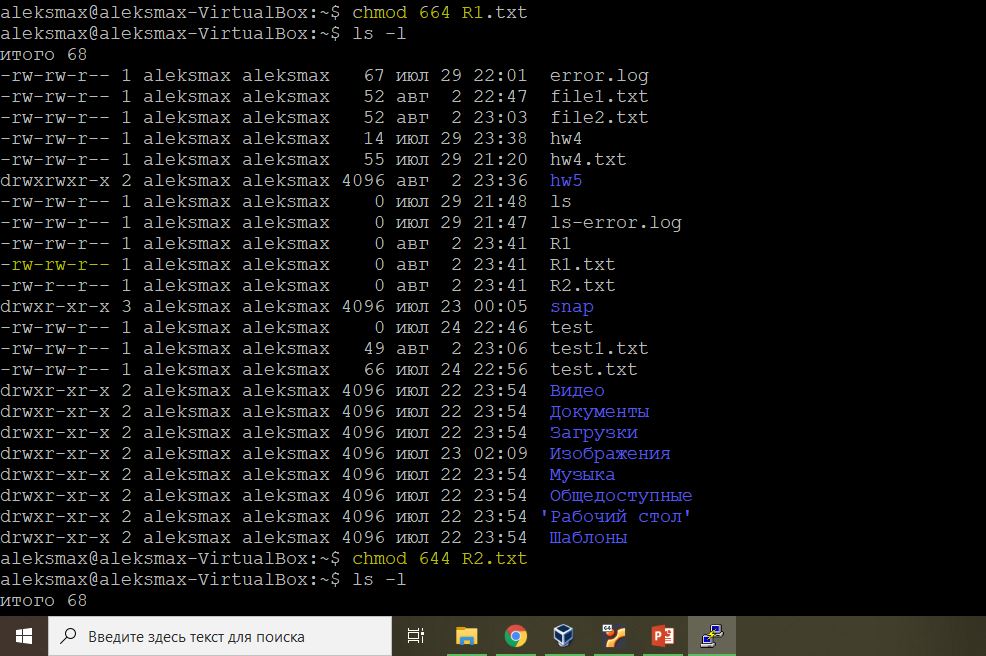 aleksmax@aleksmax-VirtualBox:~$ chmod 664 R1.txt
aleksmax@aleksmax-VirtualBox:~$ ls -l
итого 68
-rw-rw-r-- 1 aleksmax aleksmax   67 июл 29 22:01  error.log
-rw-rw-r-- 1 aleksmax aleksmax   52 авг  2 22:47  file1.txt
-rw-rw-r-- 1 aleksmax aleksmax   52 авг  2 23:03  file2.txt
-rw-rw-r-- 1 aleksmax aleksmax   14 июл 29 23:38  hw4
-rw-rw-r-- 1 aleksmax aleksmax   55 июл 29 21:20  hw4.txt
drwxrwxr-x 2 aleksmax aleksmax 4096 авг  2 23:36  hw5
-rw-rw-r-- 1 aleksmax aleksmax    0 июл 29 21:48  ls
-rw-rw-r-- 1 aleksmax aleksmax    0 июл 29 21:47  ls-error.log
-rw-rw-r-- 1 aleksmax aleksmax    0 авг  2 23:41  R1
-rw-rw-r-- 1 aleksmax aleksmax    0 авг  2 23:41  R1.txt
-rw-r--r-- 1 aleksmax aleksmax    0 авг  2 23:41  R2.txt
drwxr-xr-x 3 aleksmax aleksmax 4096 июл 23 00:05  snap
-rw-rw-r-- 1 aleksmax aleksmax    0 июл 24 22:46  test
-rw-rw-r-- 1 aleksmax aleksmax   49 авг  2 23:06  test1.txt
-rw-rw-r-- 1 aleksmax aleksmax   66 июл 24 22:56  test.txt
drwxr-xr-x 2 aleksmax aleksmax 4096 июл 22 23:54  Видео
drwxr-xr-x 2 aleksmax aleksmax 4096 июл 22 23:54  Документы
drwxr-xr-x 2 aleksmax aleksmax 4096 июл 22 23:54  Загрузки
drwxr-xr-x 2 aleksmax aleksmax 4096 июл 23 02:09  Изображения
drwxr-xr-x 2 aleksmax aleksmax 4096 июл 22 23:54  Музыка
drwxr-xr-x 2 aleksmax aleksmax 4096 июл 22 23:54  Общедоступные
drwxr-xr-x 2 aleksmax aleksmax 4096 июл 22 23:54 'Рабочий стол'
drwxr-xr-x 2 aleksmax aleksmax 4096 июл 22 23:54  Шаблоны
aleksmax@aleksmax-VirtualBox:~$ chmod 644 R2.txt
aleksmax@aleksmax-VirtualBox:~$ ls -l
итого 68
Введите здесь текст для поиска